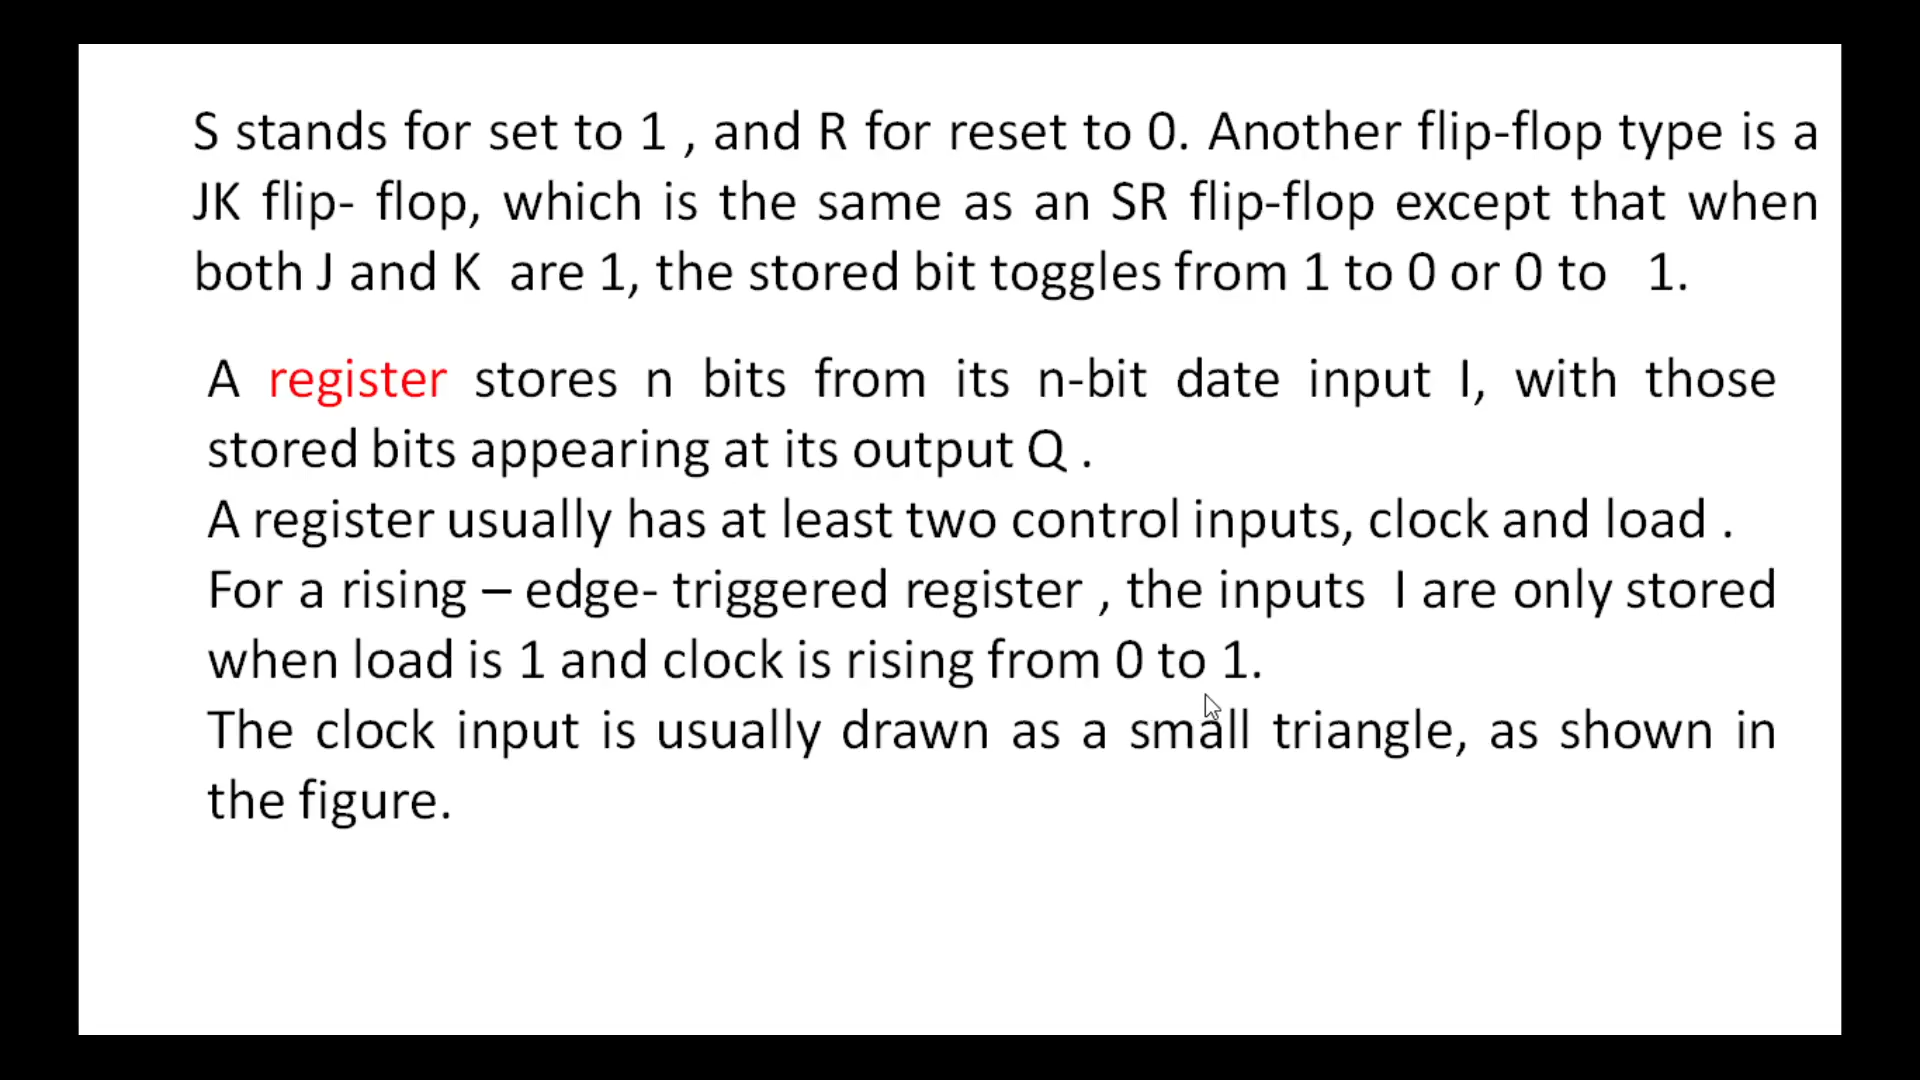 S stands for set to 1 , and R for reset to 0. Another flip-flop type is a
JK flip- flop, which is the same as an SR flip-flop except that when
both J and K are 1, the stored bit toggles from 1 to 0 or 0 to 1.
A register stores n bits from its n-bit date input I, with those
stored bits appearing at its output Q .
A register usually has at least two control inputs, clock and load .
For a rising – edge- triggered register , the inputs I are only stored
when load is 1 and clock is rising from 0 to 1.
The clock input is usually drawn as a small triangle, as shown in
the figure.